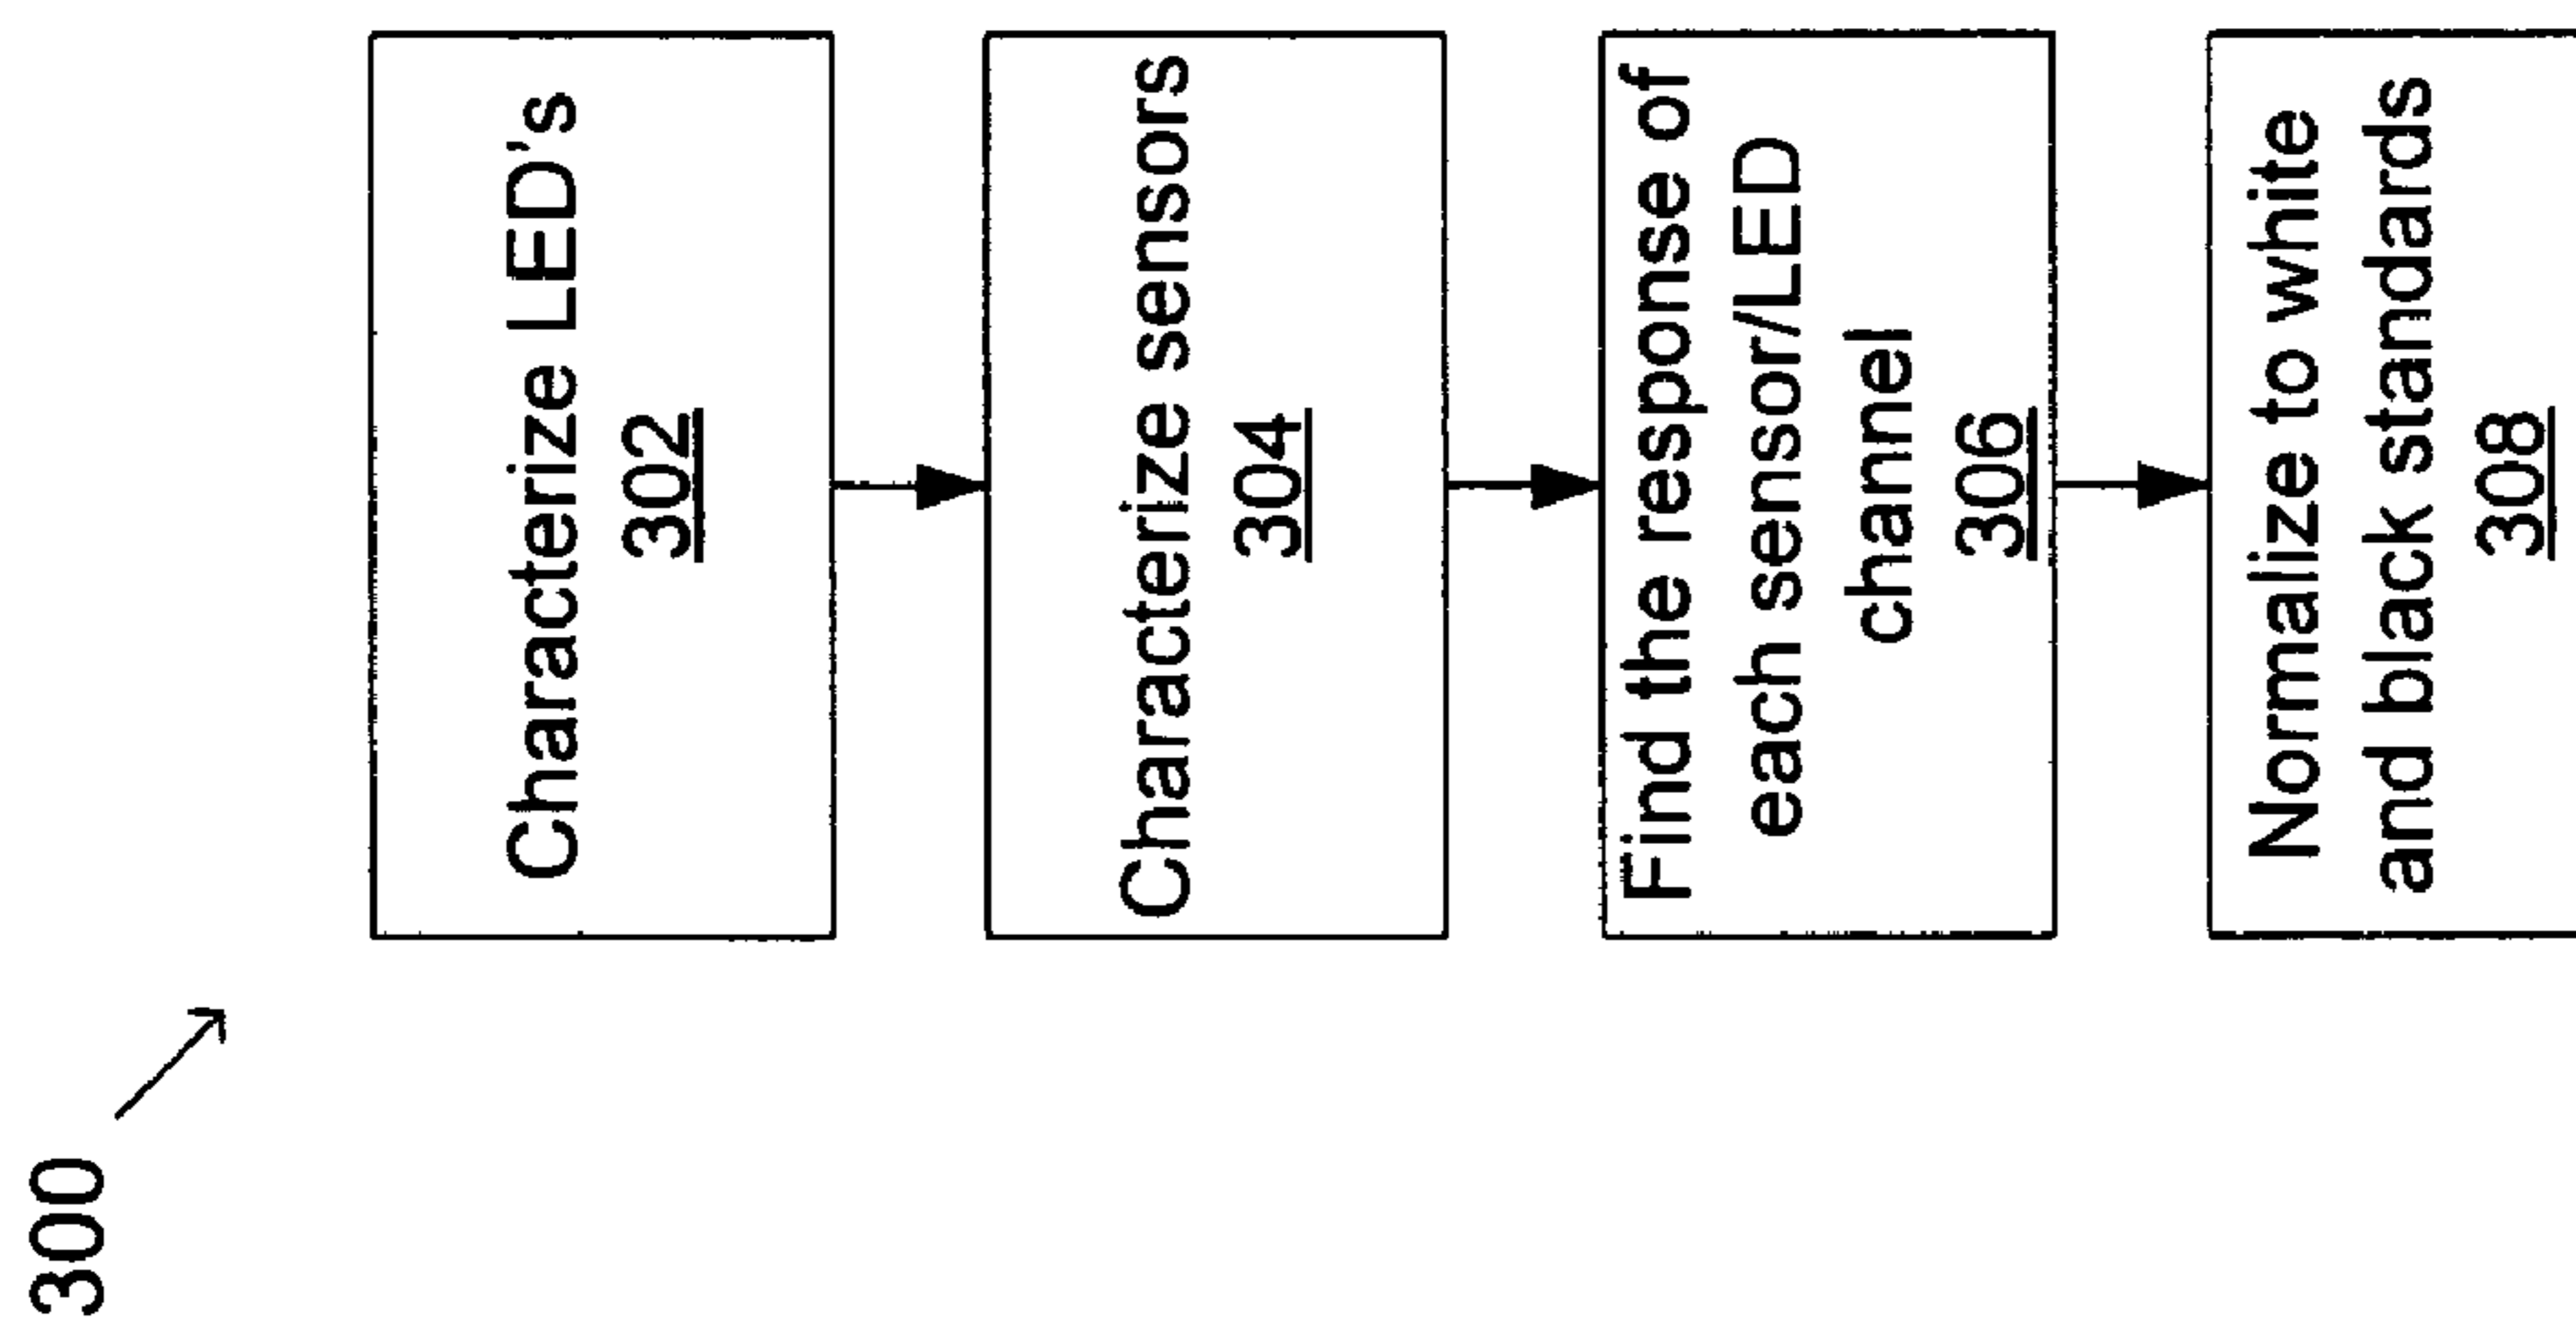 300
Characterize LED's
302
Characterize sensors
304
Find the response of
each sensor/LED
channel
306
Normalize to white
and black standards
308